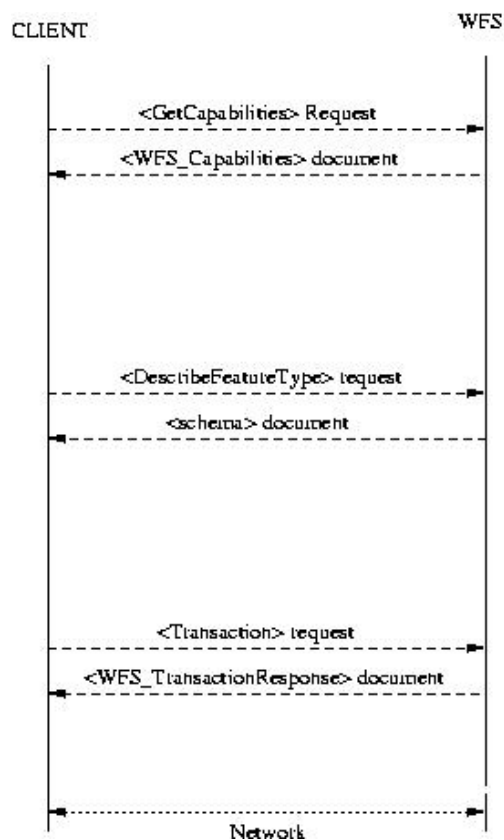 CLIENT
WFS
<GetCapabilities> Request
<WFS_Capabilities> document
<DescribeFeatureType> request
<schema> document
<Transaction> request
<WFS_TransactionResponse> document
Network